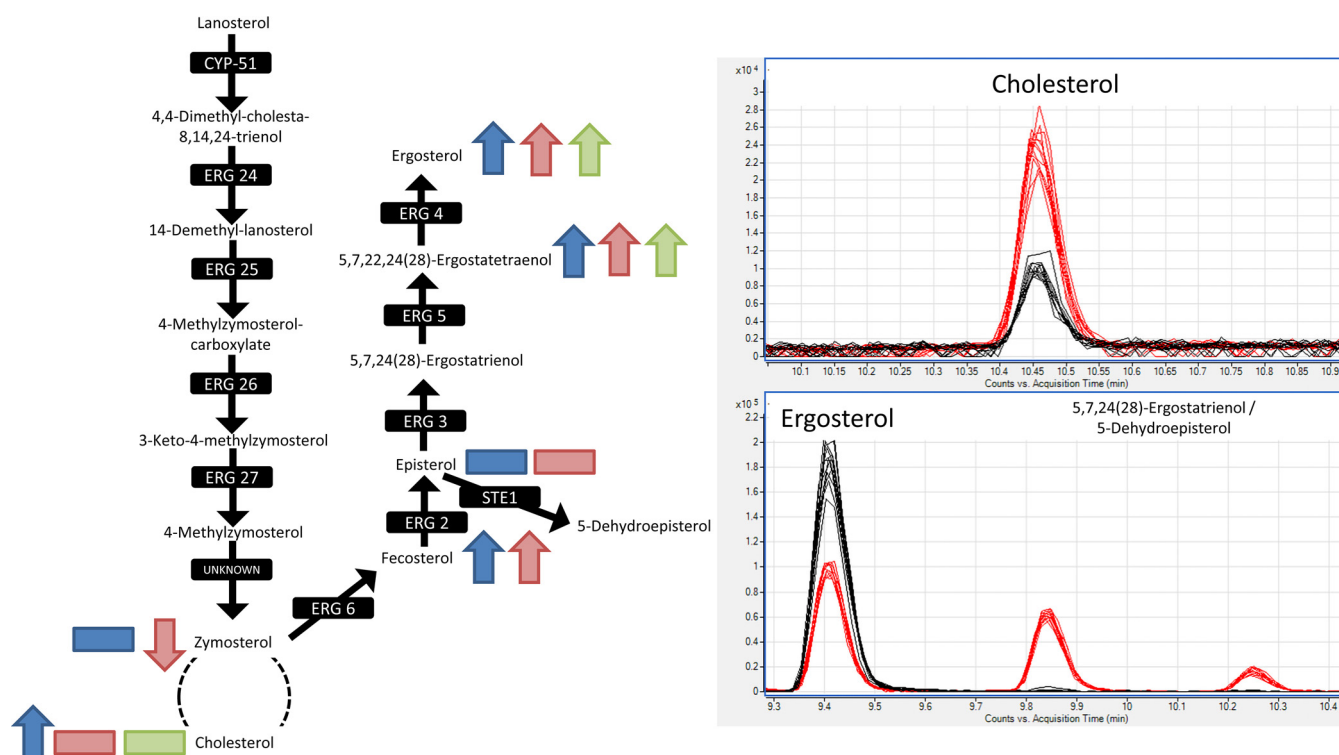 Lanosterol
CYP-51
4,4-Dimethyl-cholesta-
8,14,24-trienol
ERG 24
14-Demethyl-lanosterol
ERG 25
4-Methylzymosterol-
carboxylate
ERG 26
3-Keto-4-methylzymosterol
ERG 27
4-Methylzymosterol
UNKNOWN
Zymosterol
Cholesterol
ERG 6
Ergosterol
ERG 4
5,7,22,24(28)-Ergostatetraenol
ERG 5
5,7,24(28)-Ergostatrienol
ERG 3
Episterol
STE1
ERG 2
5-Dehydroepisterol
Fecosterol
x10 4
Cholesterol
3
2.8
2.6
2.4
2.2
2
1.8
1.6
1.4
1.2
1
0.8
0.6
0.4
0.2
0
10.1 10.15 10.2 10.25 10.3 10.35 10.4 10.45 10.5 10.55 10.6 10.65 10.7 10.75 10.8 10.85 10.9
Counts vs. Acquisition Time (min)
x10 5
Ergosterol
5,7,24(28)-Ergostatrienol /
5-Dehydroepisterol
2.2
2
1.8
1.6
1.4
1.2
1
0.8
0.6
0.4
0.2
0
9.3 9.4 9.5 9.6 9.7 9.8 9.9 10 10.1 10.2 10.3 10.4
Counts vs. Acquisition Time (min)